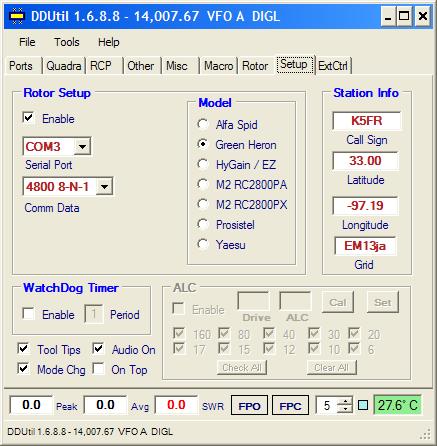 DDUtil 1.6.8.8 - 14,007.67 VFO A DIGL
File Tools Help
Ports Quadra RCP Other Misc Macro Rotor Setup ExtCtrl
Rotor Setup
Enable
COM3
Serial Port
4800 8-N-1
Comm Data
Model
Alfa Spid
Green Heron
HyGain / EZ
M2 RC2800PA
M2 RC2800PX
Prosistel
Yaesu
Station Info
K5FR
Call Sign
33.00
Latitude
-97.19
Longitude
EM13ja
Grid
WatchDog Timer
Enable 1 Period
Tool Tips Audio On
Mode Chg On Top
ALC
Enable Drive ALC Cal Set
160 80 40 30 20
17 15 12 10 6
Check All Clear All
0.0 Peak 0.0 Avg 0.0 SWR FPO FPC 5 27.6° C
DDUtil 1.6.8.8 - 14,007.67 VFO A DIGL